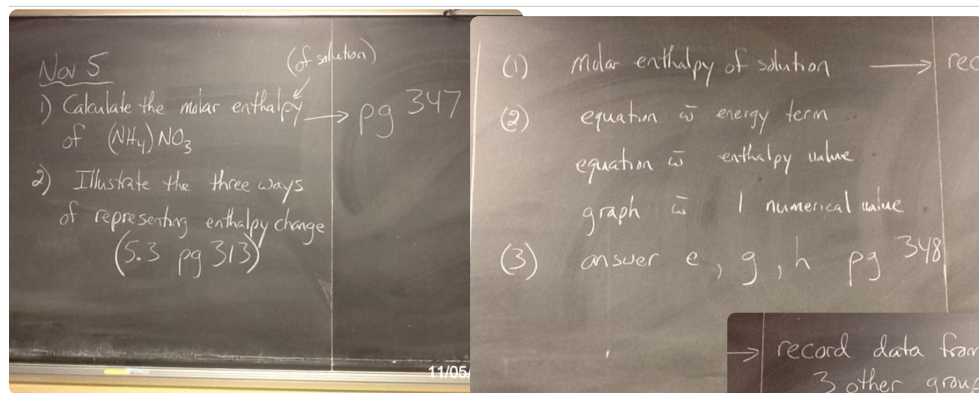 Nov 5
(of solution)
1) Calculate the molar enthalpy → pg 347
of (NH₄)NO₃
2) Illustrate the three ways
of representing enthalpy change
(5.3 pg 313)
11/05/
(1) Molar enthalpy of solution → rec
(2) equation w̄ energy term
equation w̄ enthalpy value
graph w̄ 1 numerical value
(3) answer e, g, h pg 348
→ record data from
3 other group